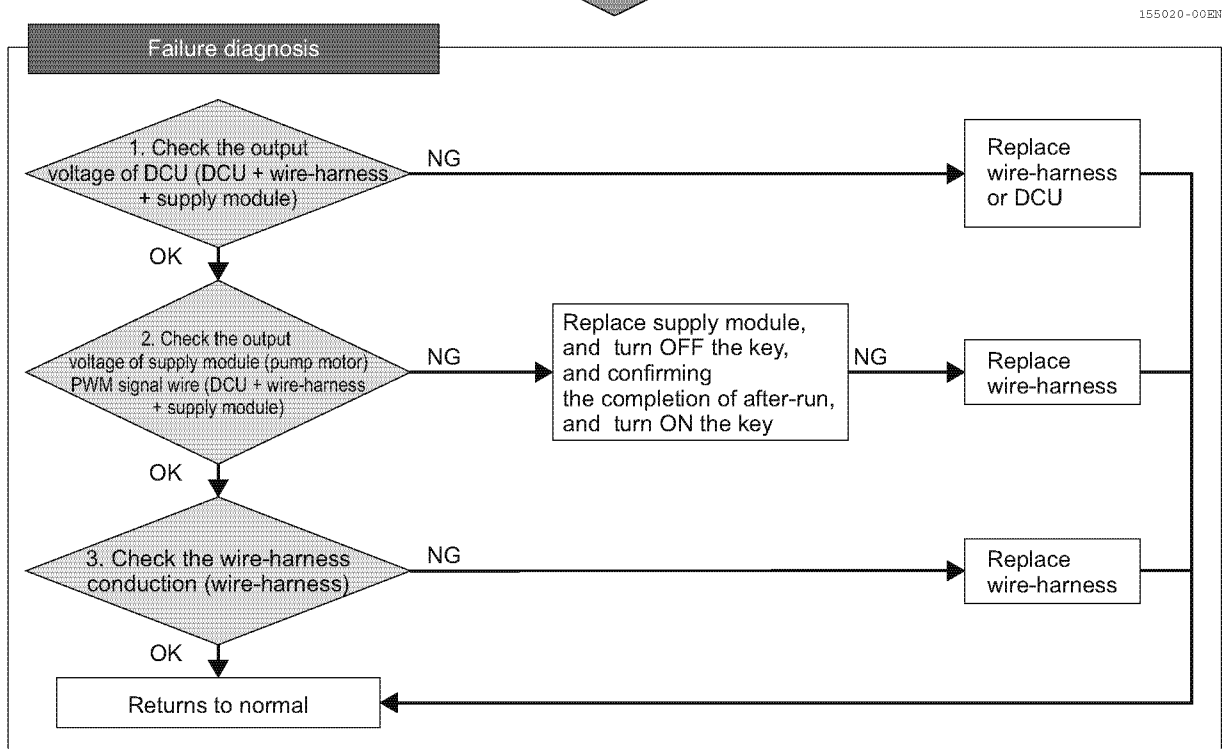 155020-00EN
Failure diagnosis
1. Check the output
voltage of DCU (DCU + wire-harness
+ supply module)
NG
Replace
wire-harness
or DCU
OK
2. Check the output
voltage of supply module (pump motor)
PWM signal wire (DCU + wire-harness
+ supply module)
NG
Replace supply module,
and turn OFF the key,
and confirming
the completion of after-run,
and turn ON the key
NG
Replace
wire-harness
OK
3. Check the wire-harness
conduction (wire-harness)
NG
Replace
wire-harness
OK
Returns to normal